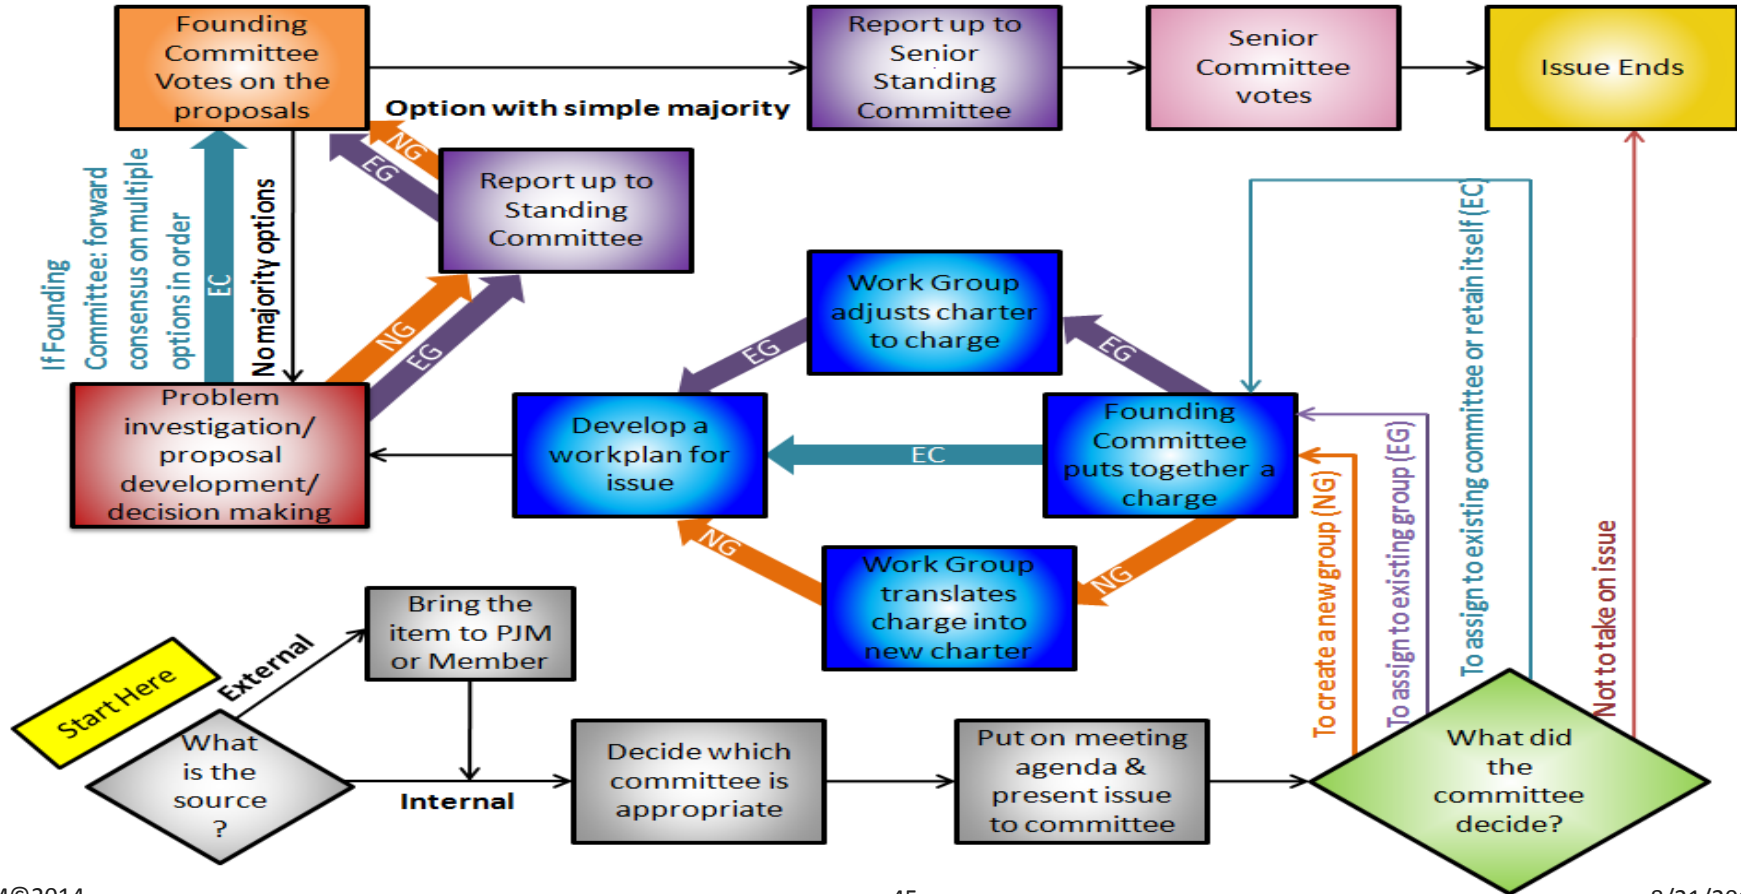 Founding
Committee
Votes on the
proposals
Report up to
Senior
Standing
Committee
Senior
Committee
votes
Issue Ends
Option with simple majority
NG
EG
Report up to
Standing
Committee
If Founding
Committee: forward
consensus on multiple
options in order
EC
No majority options
NG
EG
Work Group
adjusts charter
to charge
EG
EG
Problem
investigation/
proposal
development/
decision making
Develop a
workplan for
issue
EC
Founding
Committee
puts together a
charge
NG
NG
Work Group
translates
charge into
new charter
To create a new group (NG)
To assign to existing group (EG)
To assign to existing committee or retain itself (EC)
Not to take on issue
Start Here
External
Bring the
item to PJM
or Member
What
is the
source
?
Internal
Decide which
committee is
appropriate
Put on meeting
agenda &
present issue
to committee
What did
the
committee
decide?